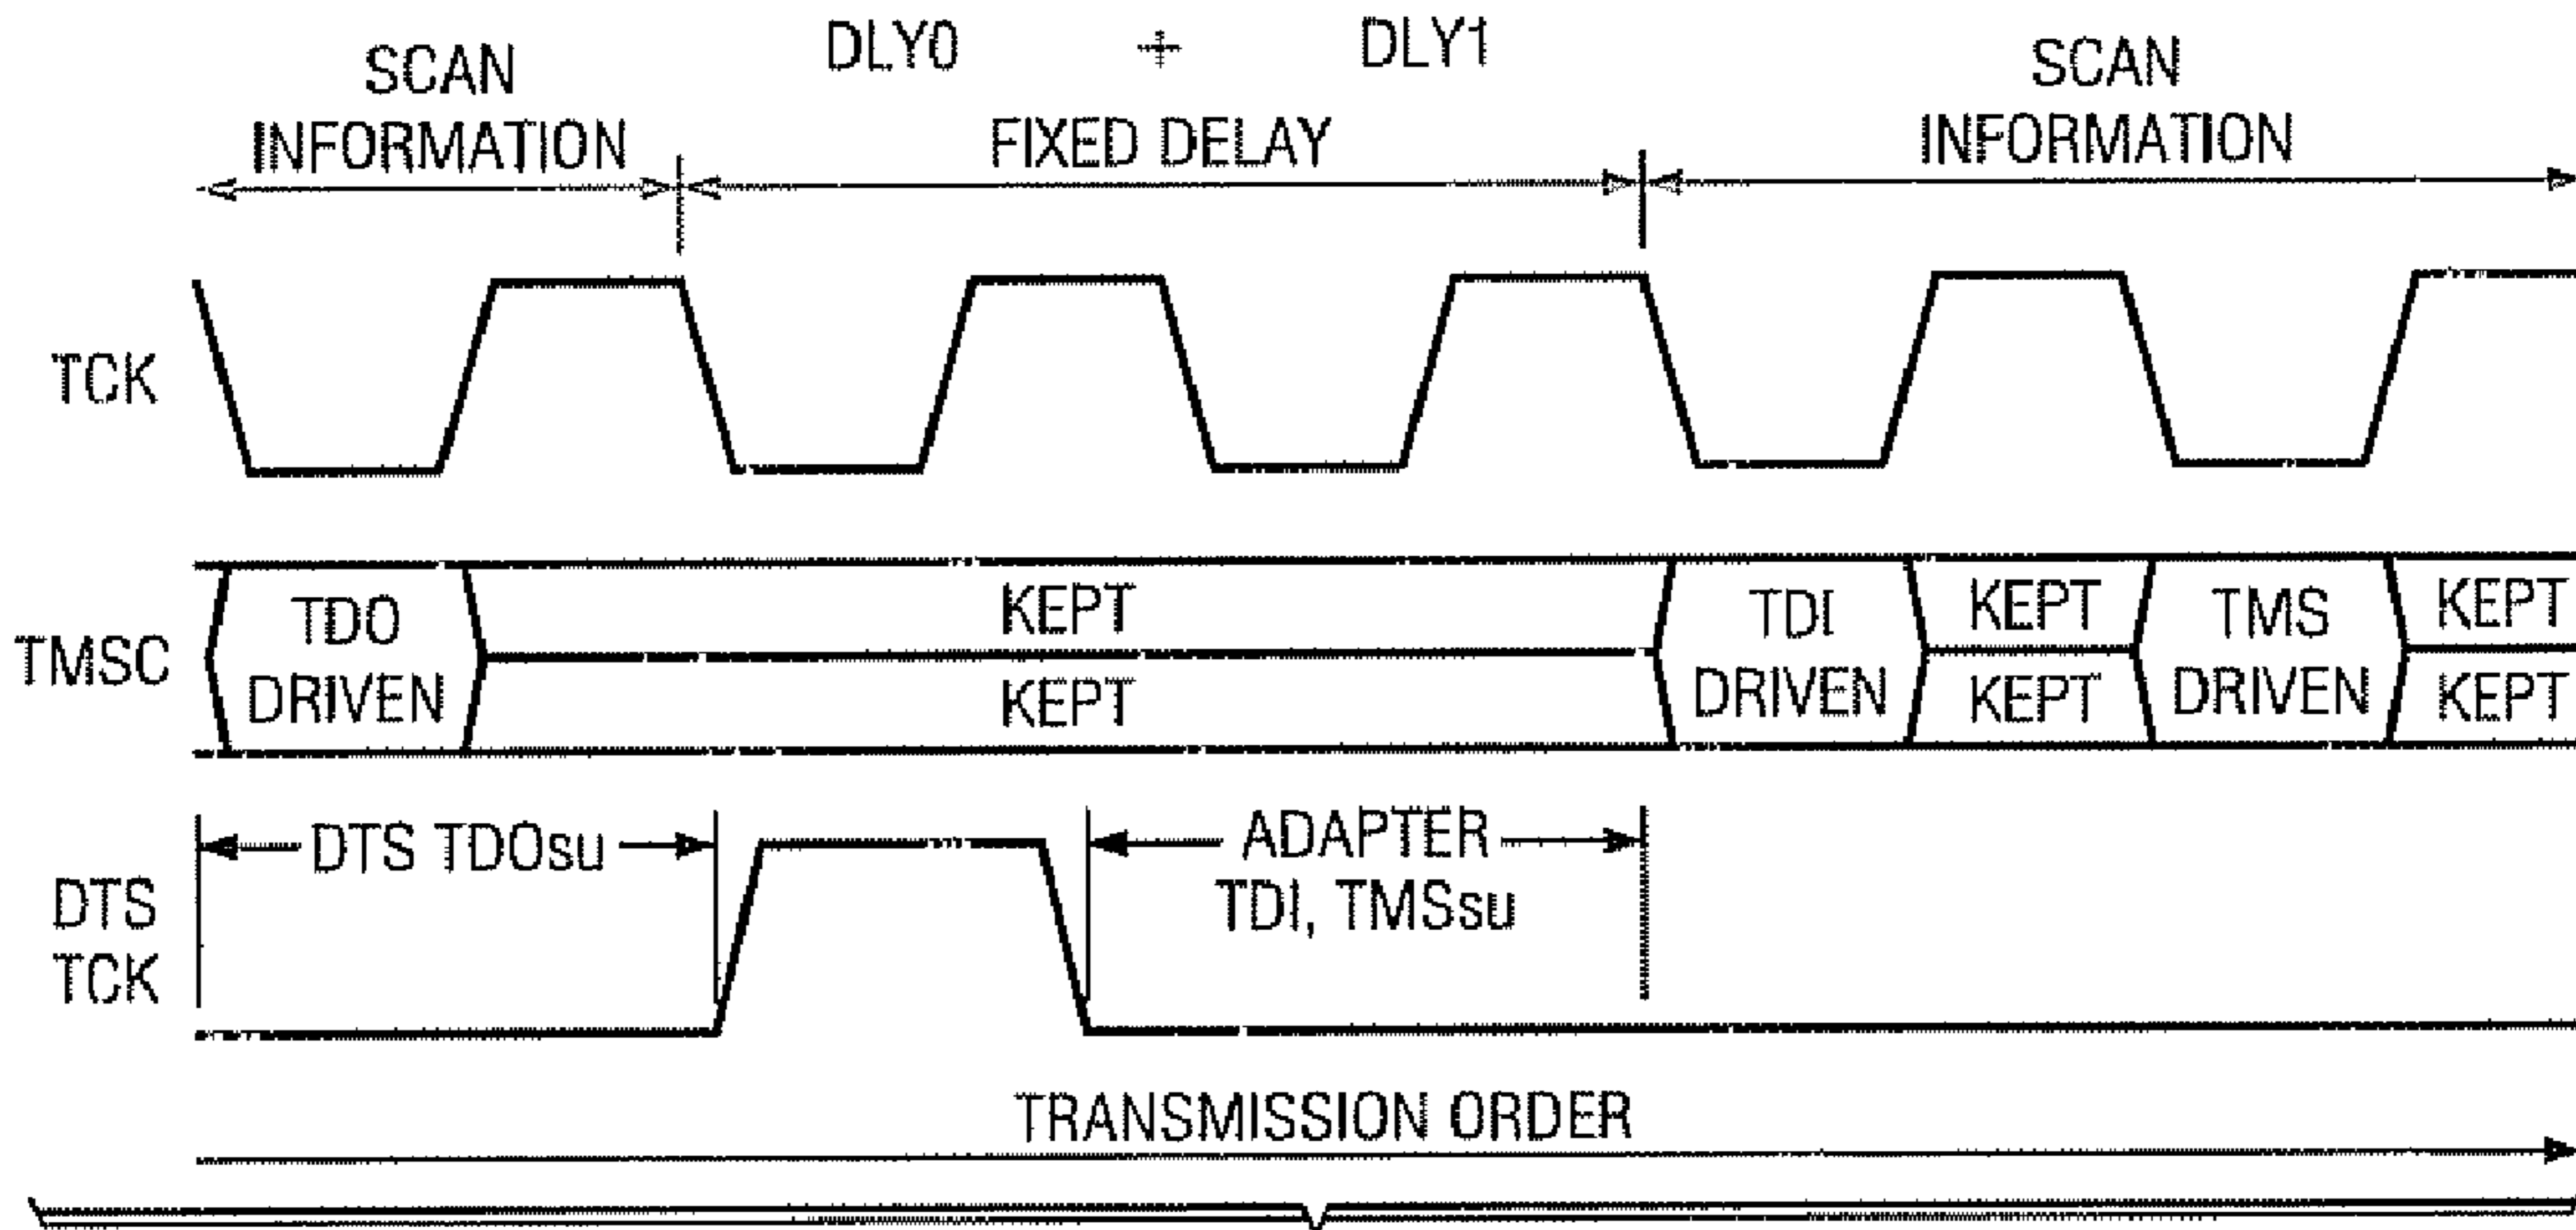 SCAN
INFORMATION
DLY0 + DLY1
FIXED DELAY
SCAN
INFORMATION
TCK
TMSC
TDO
DRIVEN
KEPT
KEPT
TDI
DRIVEN
KEPT
KEPT
TMS
DRIVEN
KEPT
KEPT
DTS
TCK
DTS TDOsu
ADAPTER
TDI, TMSsu
TRANSMISSION ORDER